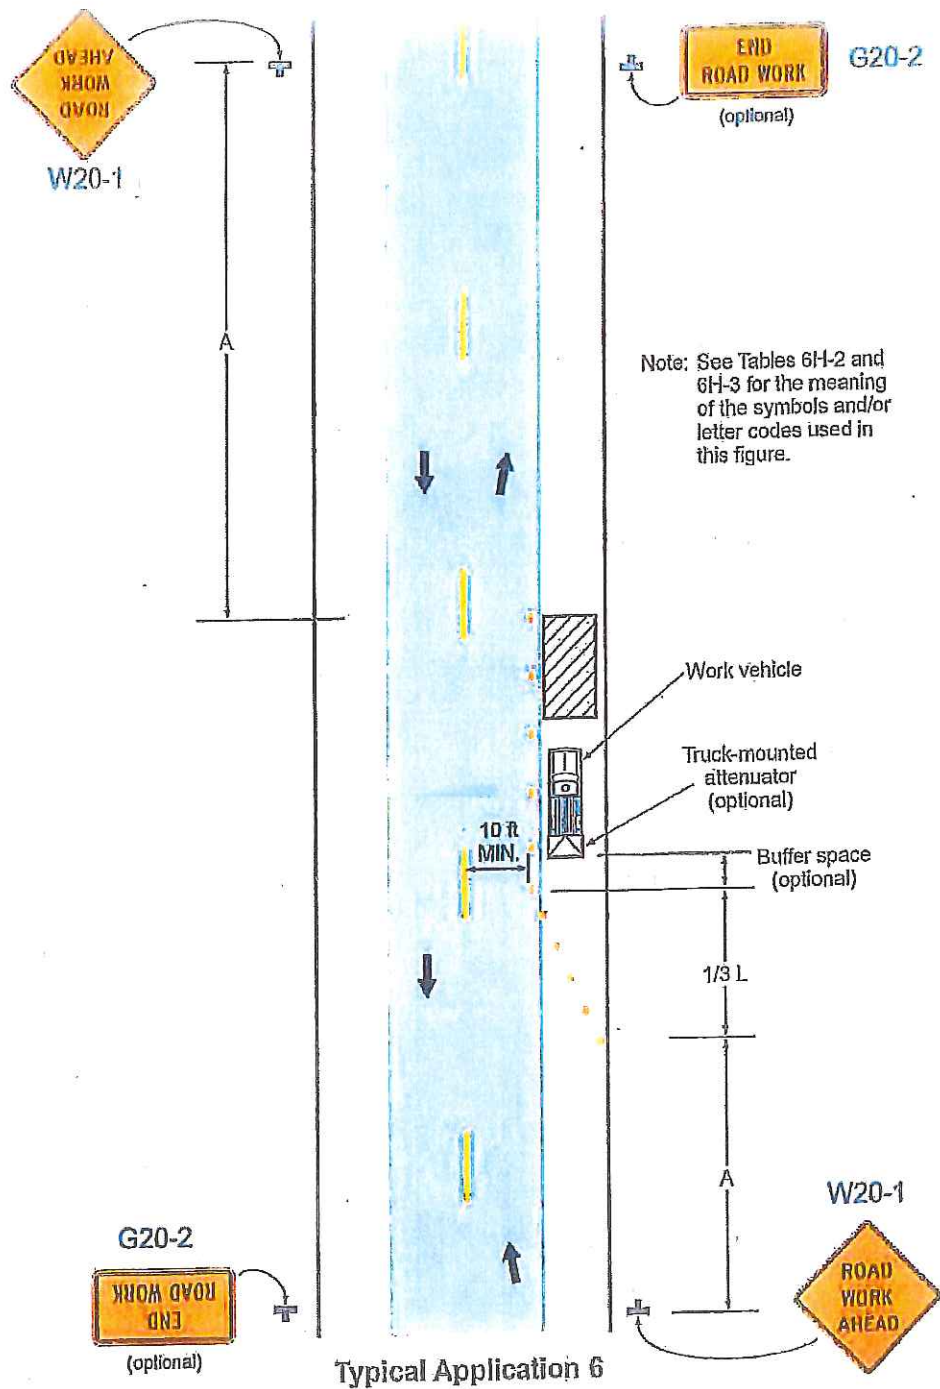 ROAD
WORK
AHEAD
W20-1
END
ROAD WORK
G20-2
(optional)
A
Note: See Tables 6H-2 and
6H-3 for the meaning
of the symbols and/or
letter codes used in
this figure.
Work vehicle
Truck-mounted
attenuator
(optional)
10 ft
MIN.
Buffer space
(optional)
1/3 L
A
W20-1
ROAD
WORK
AHEAD
G20-2
END
ROAD WORK
(optional)
Typical Application 6